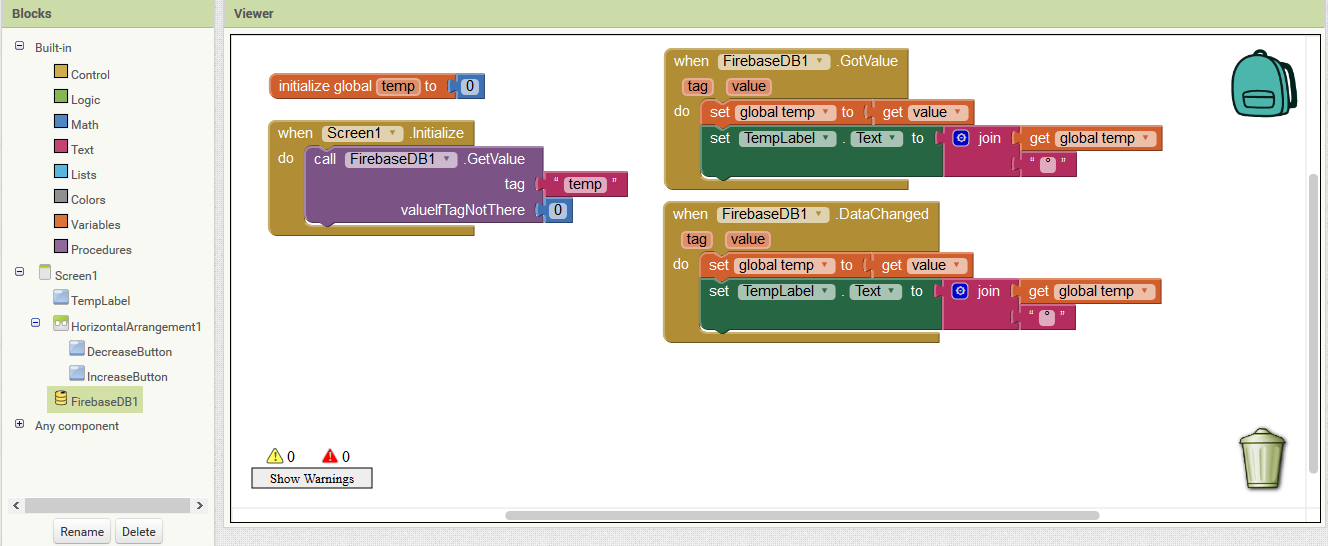 Blocks
Built-in
Control
Logic
Math
Text
Lists
Colors
Variables
Procedures
Screen1
TempLabel
HorizontalArrangement1
DecreaseButton
IncreaseButton
FirebaseDB1
Any component
Rename Delete
Viewer
initialize global temp to 0
when Screen1 .Initialize
do call FirebaseDB1 .GetValue
tag “ temp ”
valueIfTagNotThere 0
when FirebaseDB1 .GotValue
tag value
do set global temp to get value
set TempLabel . Text to join get global temp
“ ° ”
when FirebaseDB1 .DataChanged
tag value
do set global temp to get value
set TempLabel . Text to join get global temp
“ ° ”
0 0
Show Warnings